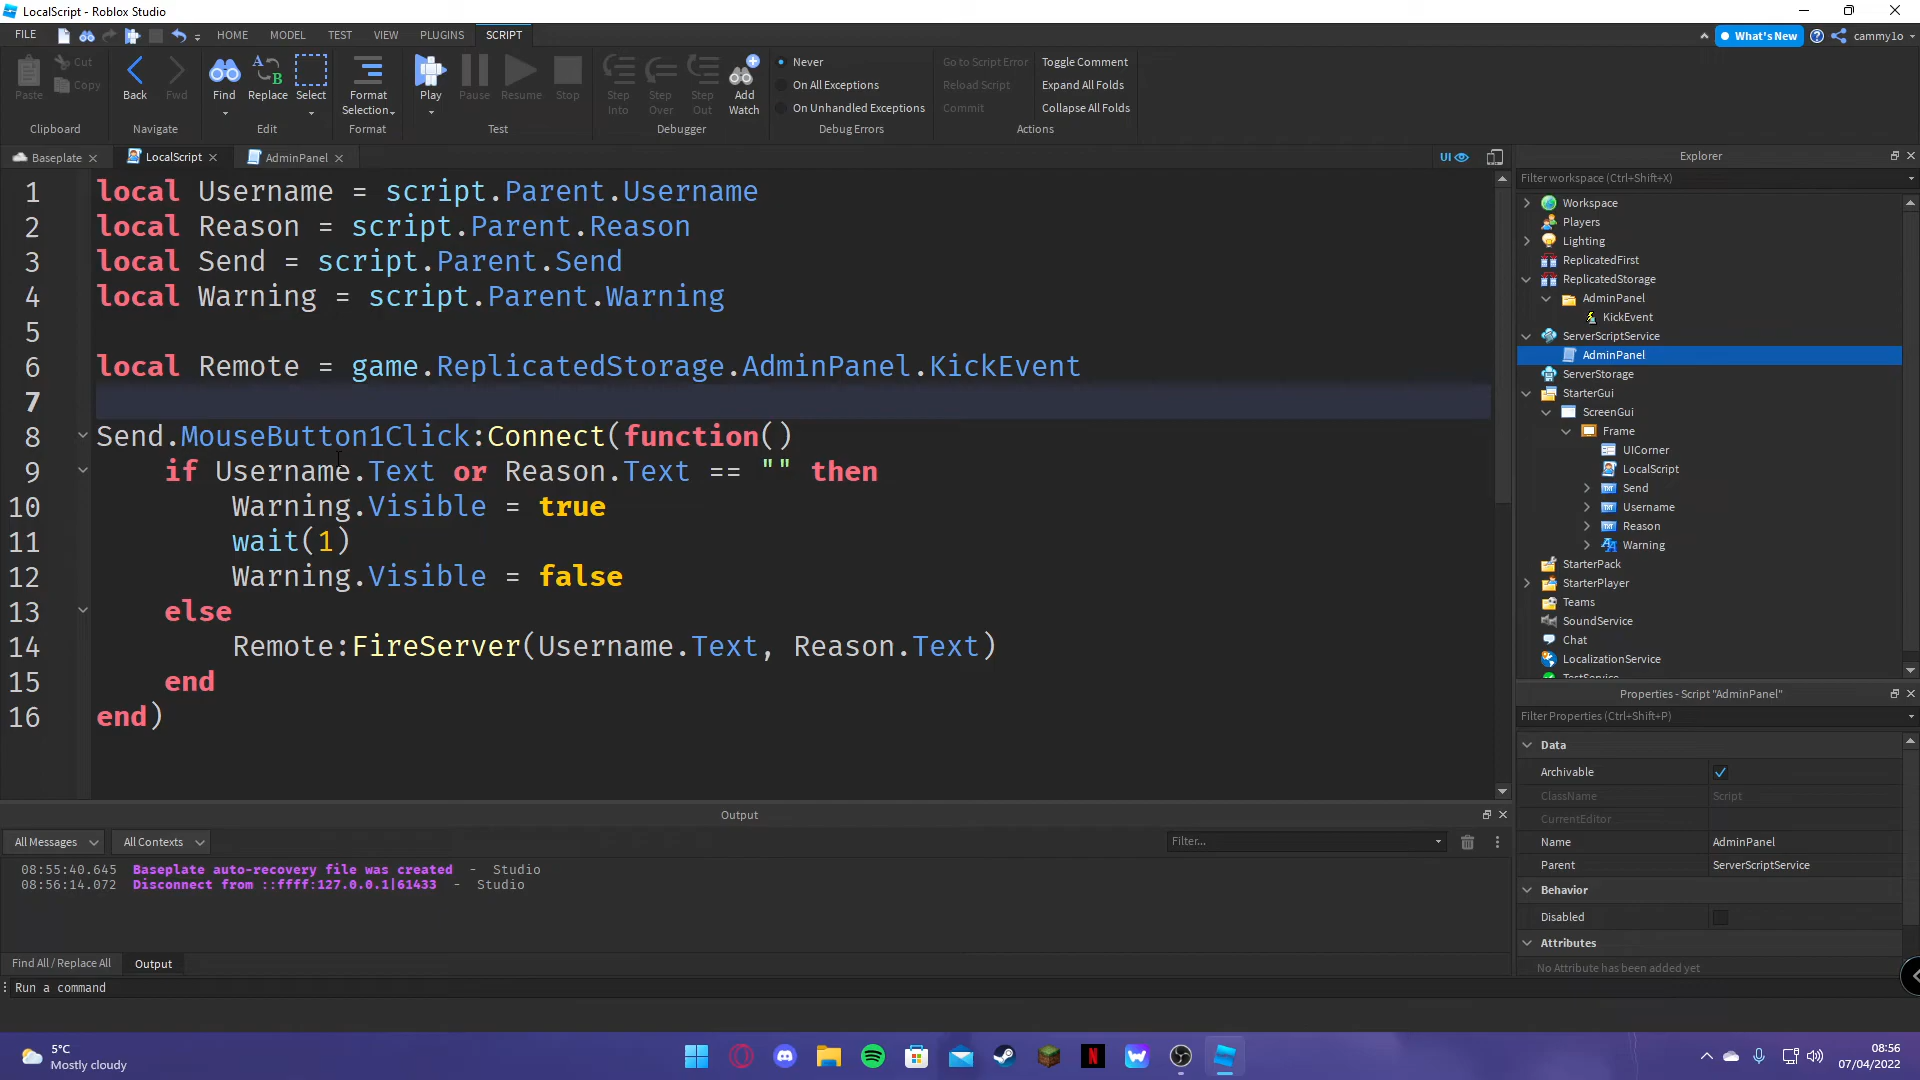 LocalScript - Roblox Studio
FILE HOME MODEL TEST VIEW PLUGINS SCRIPT What's New cammy1o
Paste Cut Copy Back Fwd Find Replace Select Format Selection Play Pause Resume Stop Step Into Step Over Step Out Add Watch
Never
On All Exceptions
On Unhandled Exceptions
Go to Script Error
Reload Script
Commit
Toggle Comment
Expand All Folds
Collapse All Folds
Clipboard Navigate Edit Format Test Debugger Debug Errors Actions
Baseplate LocalScript AdminPanel UI
1 local Username = script.Parent.Username
2 local Reason = script.Parent.Reason
3 local Send = script.Parent.Send
4 local Warning = script.Parent.Warning
5
6 local Remote = game.ReplicatedStorage.AdminPanel.KickEvent
7
8 Send.MouseButton1Click:Connect(function()
9 if Username.Text or Reason.Text == "" then
10 Warning.Visible = true
11 wait(1)
12 Warning.Visible = false
13 else
14 Remote:FireServer(Username.Text, Reason.Text)
15 end
16 end)
Explorer
Filter workspace (Ctrl+Shift+X)
Workspace
Players
Lighting
ReplicatedFirst
ReplicatedStorage
AdminPanel
KickEvent
ServerScriptService
AdminPanel
ServerStorage
StarterGui
ScreenGui
Frame
UICorner
LocalScript
Send
Username
Reason
Warning
StarterPack
StarterPlayer
Teams
SoundService
Chat
LocalizationService
TestService
Properties - Script "AdminPanel"
Filter Properties (Ctrl+Shift+P)
Data
Archivable
ClassName Script
CurrentEditor
Name AdminPanel
Parent ServerScriptService
Behavior
Disabled
Attributes
No Attribute has been added yet
Output
All Messages All Contexts Filter...
08:55:40.645 Baseplate auto-recovery file was created - Studio
08:56:14.072 Disconnect from ::ffff:127.0.0.1|61433 - Studio
Find All / Replace All Output
Run a command
5°C
Mostly cloudy
08:56
07/04/2022